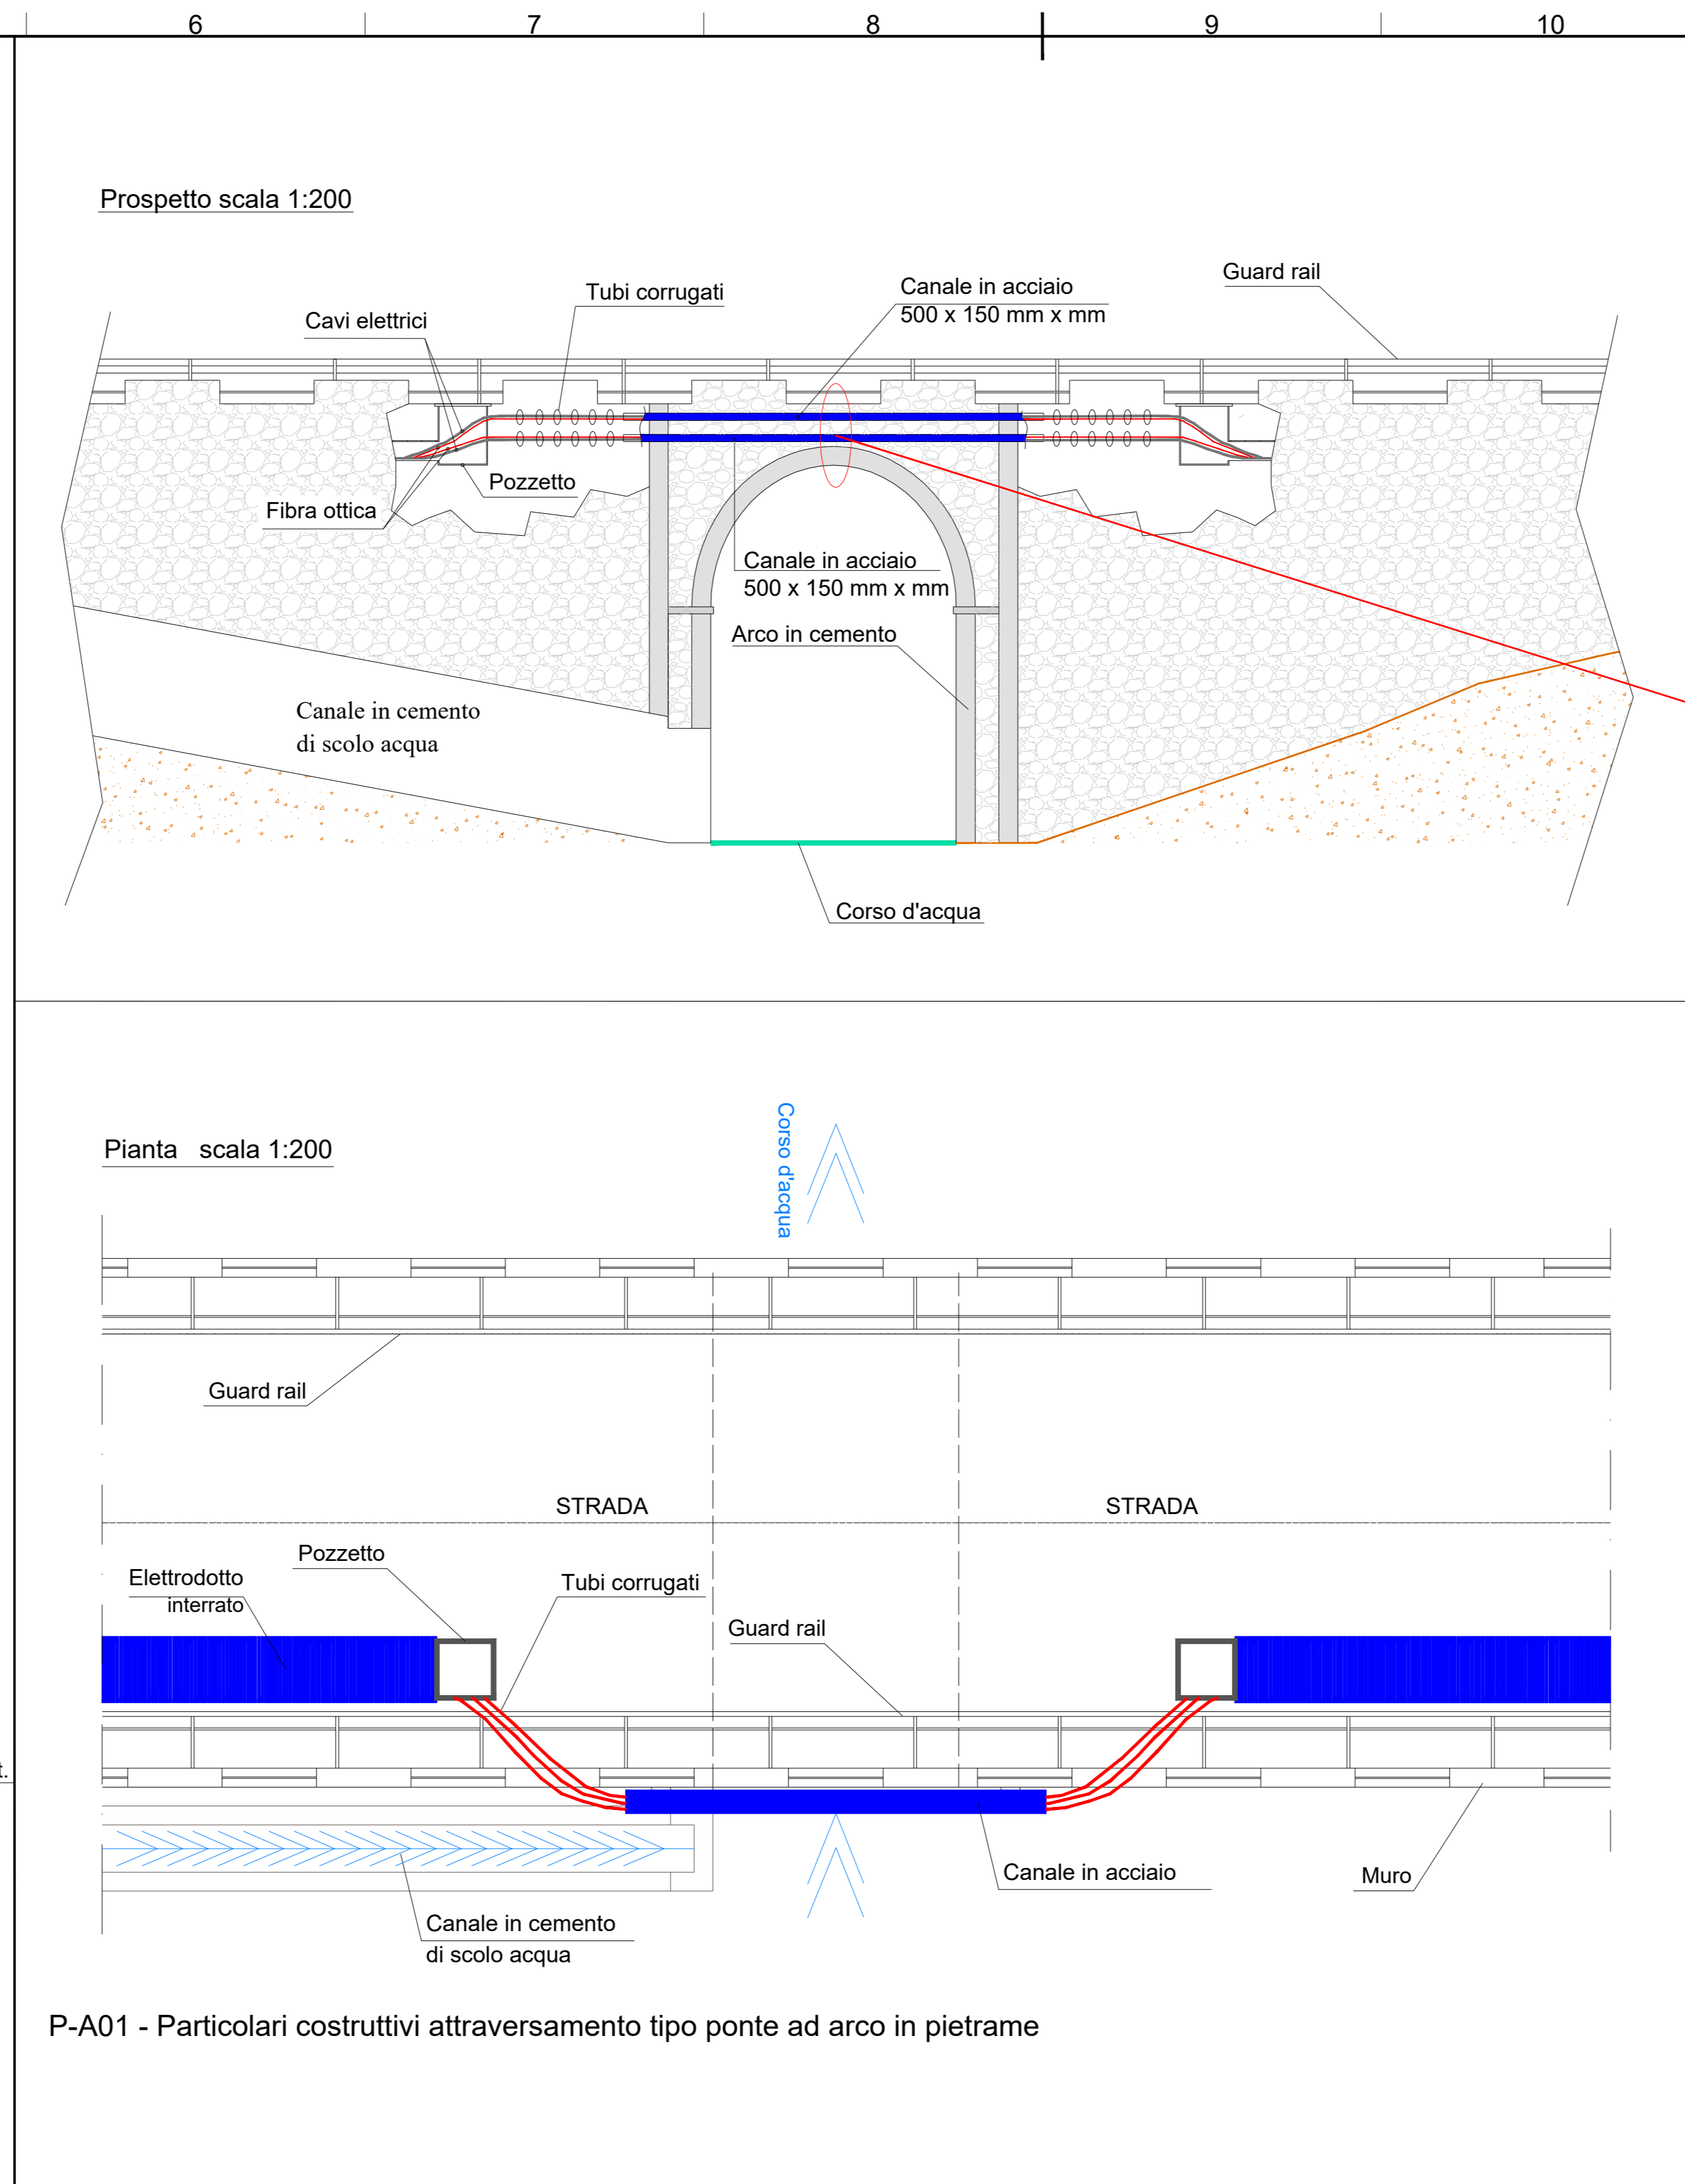 6 7 8 9 10
Prospetto scala 1:200
Guard rail
Canale in acciaio
500 x 150 mm x mm
Tubi corrugati
Cavi elettrici
Pozzetto
Fibra ottica
Canale in acciaio
500 x 150 mm x mm
Arco in cemento
Canale in cemento
di scolo acqua
Corso d'acqua
Pianta scala 1:200
Corso d'acqua
Guard rail
STRADA STRADA
Pozzetto
Elettrodotto
interrato
Tubi corrugati
Guard rail
t.
Canale in acciaio
Muro
Canale in cemento
di scolo acqua
P-A01 - Particolari costruttivi attraversamento tipo ponte ad arco in pietrame